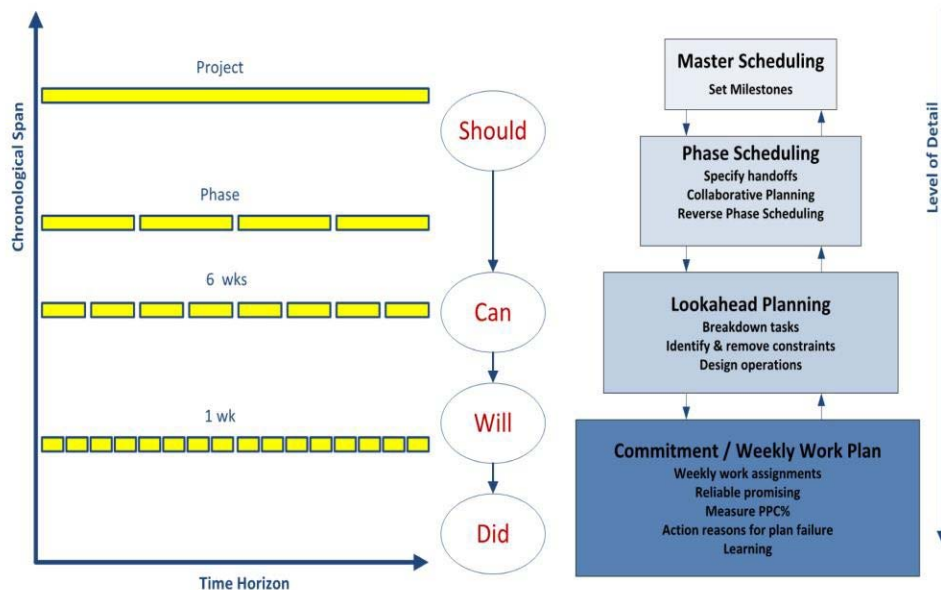 Chronological Span
Project
Phase
6 wks
1 wk
Time Horizon
Should
Can
Will
Did
Master Scheduling
Set Milestones
Phase Scheduling
Specify handoffs
Collaborative Planning
Reverse Phase Scheduling
Lookahead Planning
Breakdown tasks
Identify & remove constraints
Design operations
Commitment / Weekly Work Plan
Weekly work assignments
Reliable promising
Measure PPC%
Action reasons for plan failure
Learning
Level of Detail